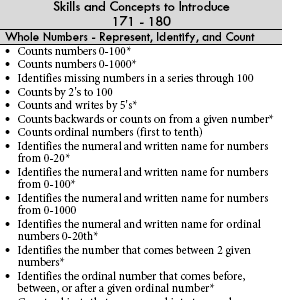 Skills and Concepts to Introduce
171 - 180
Whole Numbers - Represent, Identify, and Count
• Counts numbers 0-100*
• Counts numbers 0-1000*
• Identifies missing numbers in a series through 100
• Counts by 2's to 100
• Counts and writes by 5's*
• Counts backwards or counts on from a given number*
• Counts ordinal numbers (first to tenth)
• Identifies the numeral and written name for numbers
from 0-20*
• Identifies the numeral and written name for numbers
from 0-100*
• Identifies the numeral and written name for numbers
from 0-1000
• Identifies the numeral and written name for ordinal
numbers 0-20th*
• Identifies the number that comes between 2 given
numbers*
• Identifies the ordinal number that comes before,
between, or after a given ordinal number*